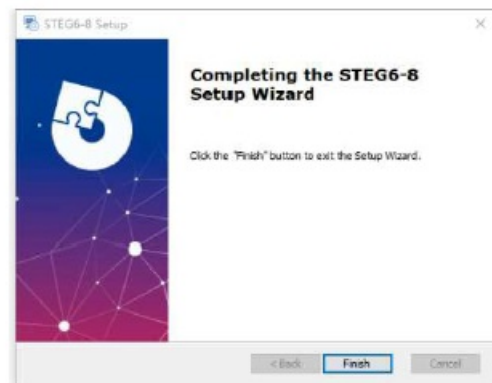 STEG6-8 Setup
Completing the STEG6-8
Setup Wizard
Click the "Finish" button to exit the Setup Wizard.
< Back
Finish
Cancel